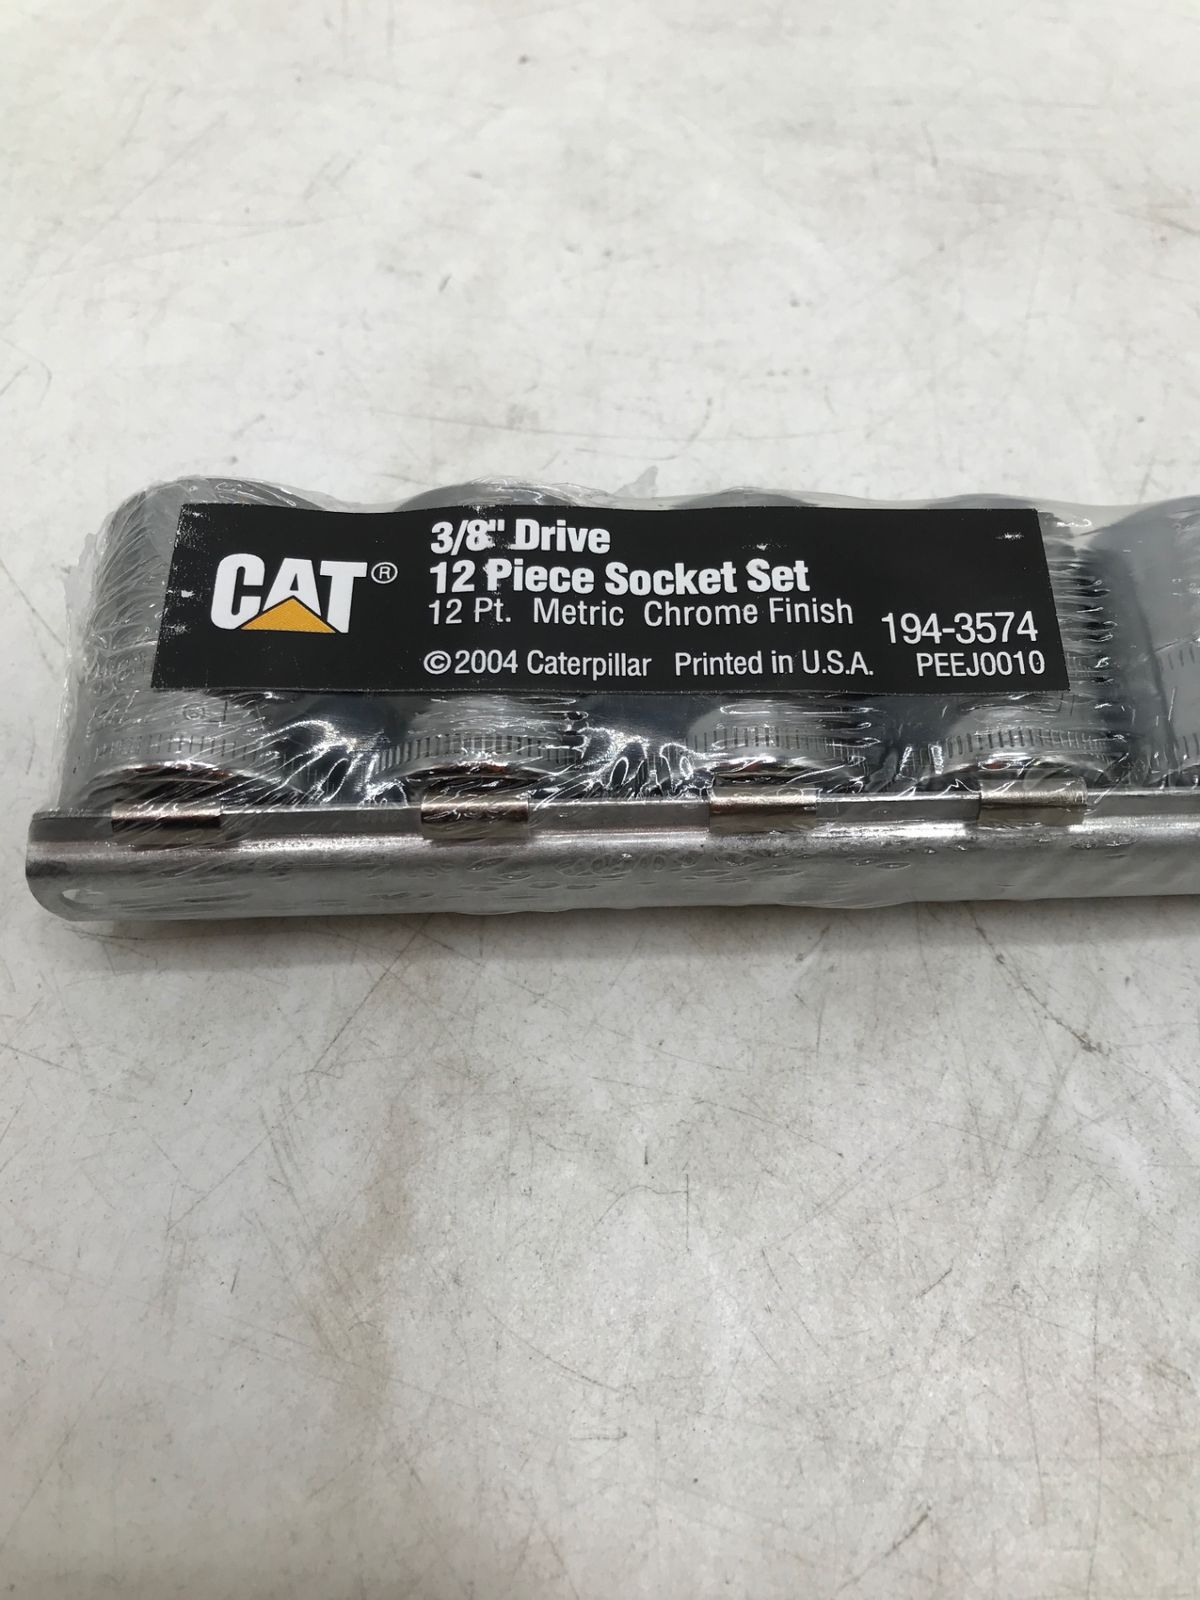 CAT®
3/8" Drive
12 Piece Socket Set
12 Pt. Metric Chrome Finish
194-3574
©2004 Caterpillar Printed in U.S.A.
PEEJ0010